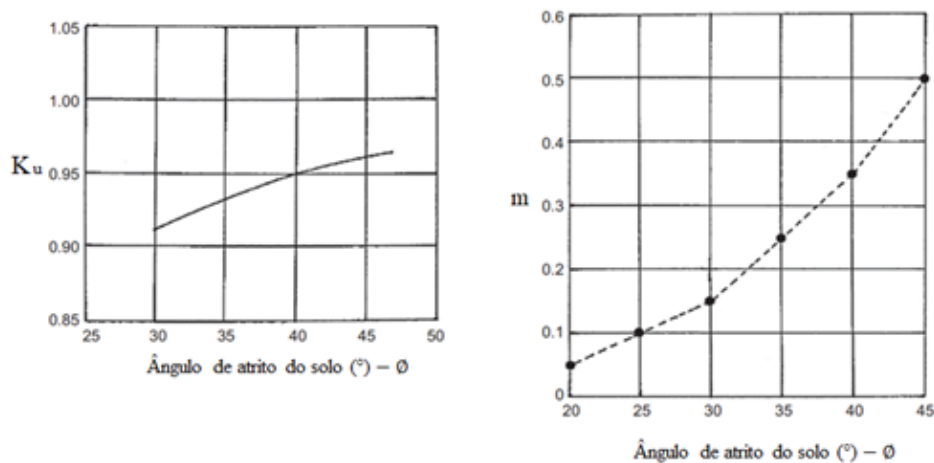 1.05
1.00
K u
0.95
0.90
0.85
25 30 35 40 45 50
Ângulo de atrito do solo (°) – Ø
0.6
0.5
0.4
0.3
m
0.2
0.1
0
20 25 30 35 40 45
Ângulo de atrito do solo (°) – Ø